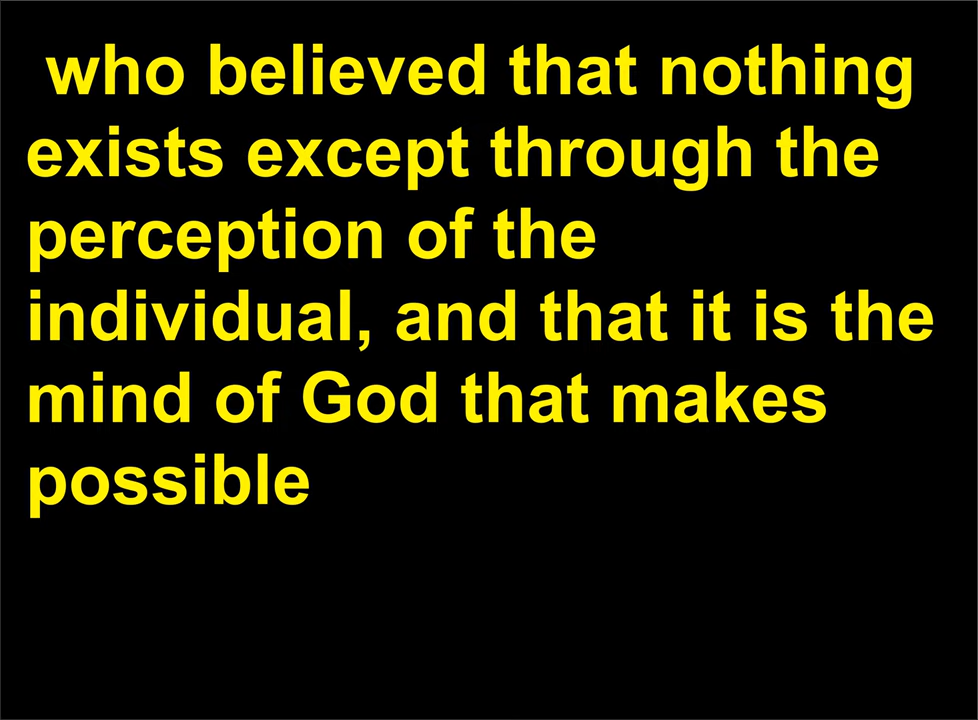 who believed that nothing
exists except through the
perception of the
individual, and that it is the
mind of God that makes
possible